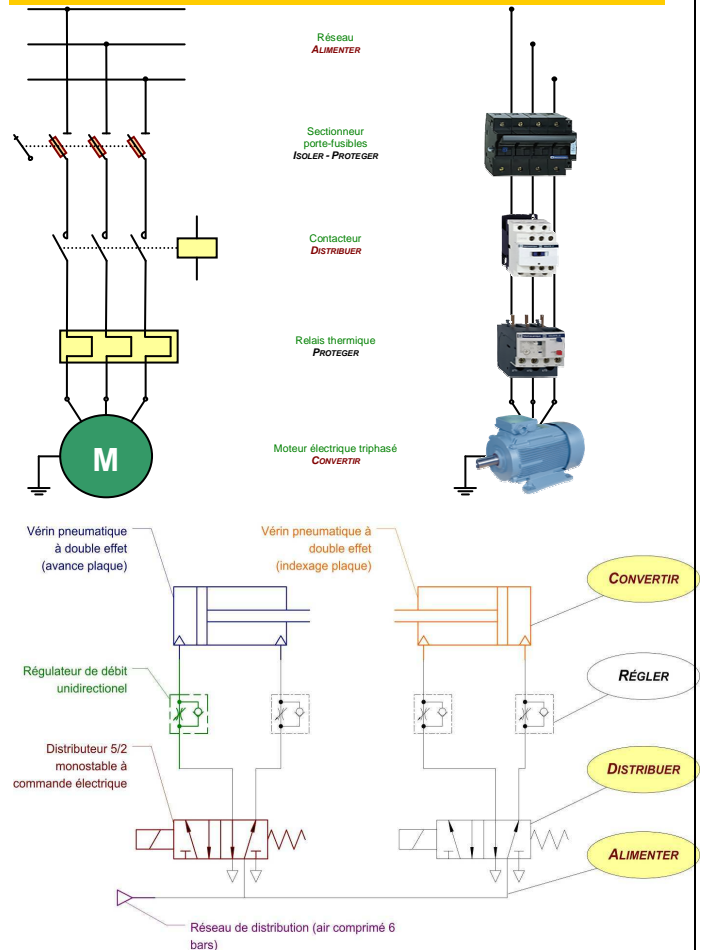 Réseau
ALIMENTER
Sectionneur
porte-fusibles
ISOLER - PROTEGER
Contacteur
DISTRIBUER
Relais thermique
PROTEGER
Moteur électrique triphasé
CONVERTIR
M
Vérin pneumatique
à double effet
(avance plaque)
Vérin pneumatique à
double effet
(indexage plaque)
CONVERTIR
Régulateur de débit
unidirectionel
RÉGLER
Distributeur 5/2
monostable à
commande électrique
DISTRIBUER
ALIMENTER
Réseau de distribution (air comprimé 6
bars)